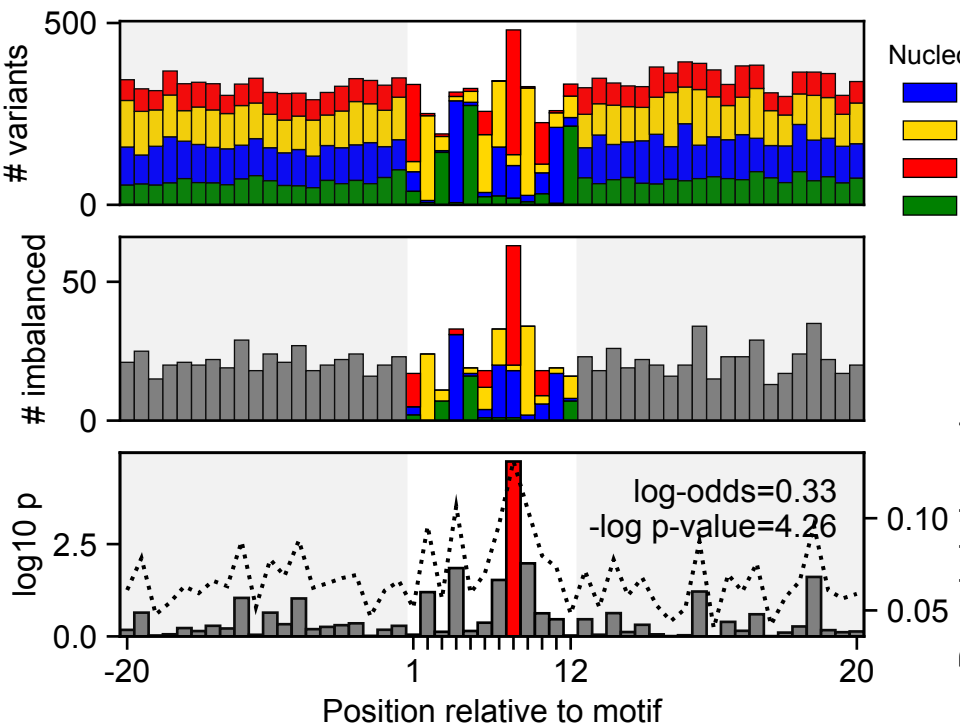 500
# variants
0
Nucleo
50
# imbalanced
0
log-odds=0.33
-log p-value=4.26
log10 p
2.5
0.0
0.10
0.05
-20
1
12
20
Position relative to motif